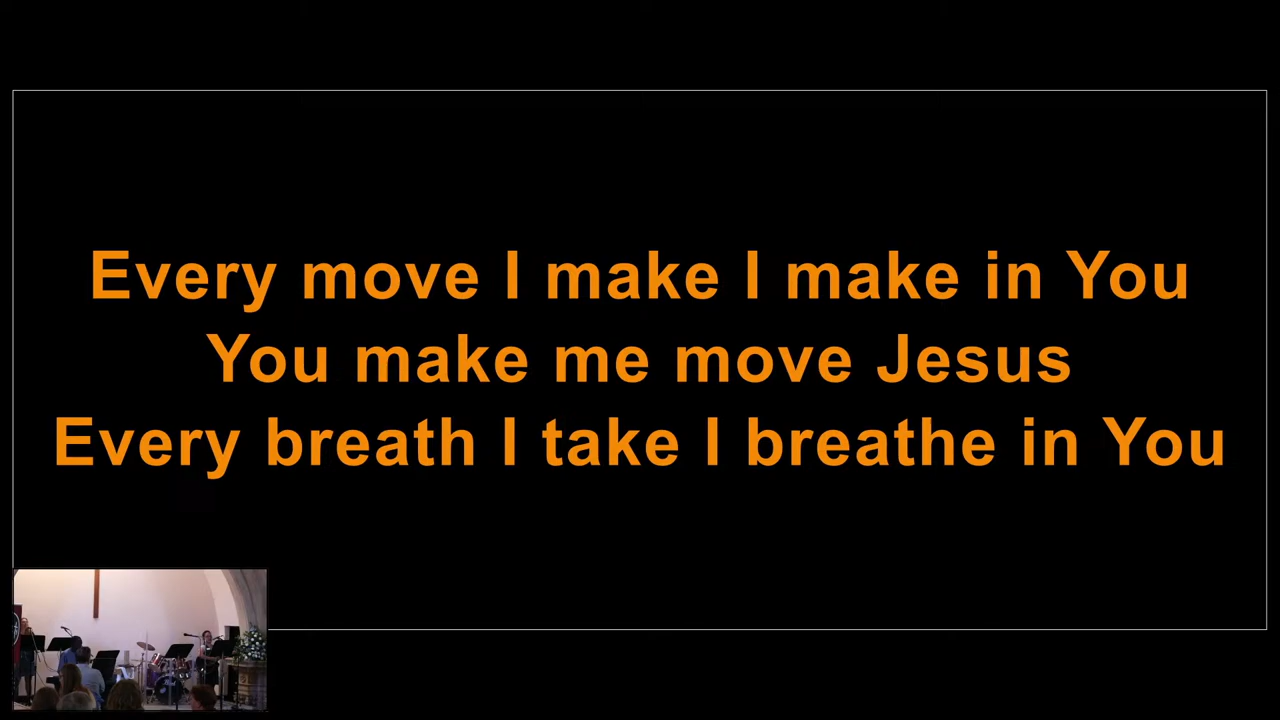 Every move I make I make in You
You make me move Jesus
Every breath I take I breathe in You